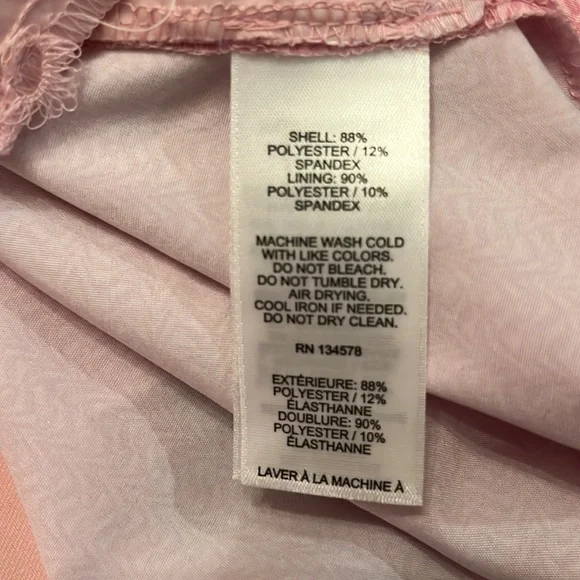 SHELL: 88%
POLYESTER / 12%
SPANDEX
LINING: 90%
POLYESTER / 10%
SPANDEX
MACHINE WASH COLD
WITH LIKE COLORS.
DO NOT BLEACH.
DO NOT TUMBLE DRY.
AIR DRYING.
COOL IRON IF NEEDED.
DO NOT DRY CLEAN.
RN 134578
EXTÉRIEURE: 88%
POLYESTER / 12%
ÉLASTHANNE
DOUBLURE: 90%
POLYESTER / 10%
ÉLASTHANNE
LAVER À LA MACHINE À